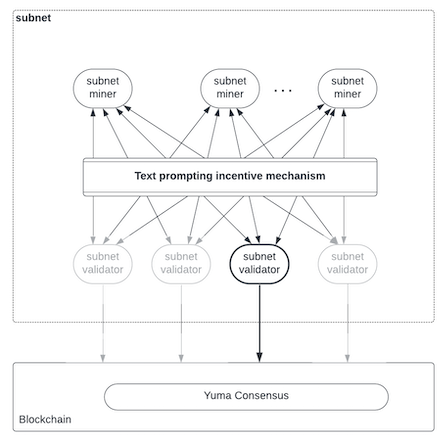 subnet
subnet
miner
subnet
miner
...
subnet
miner
Text prompting incentive mechanism
subnet
validator
subnet
validator
subnet
validator
subnet
validator
Yuma Consensus
Blockchain